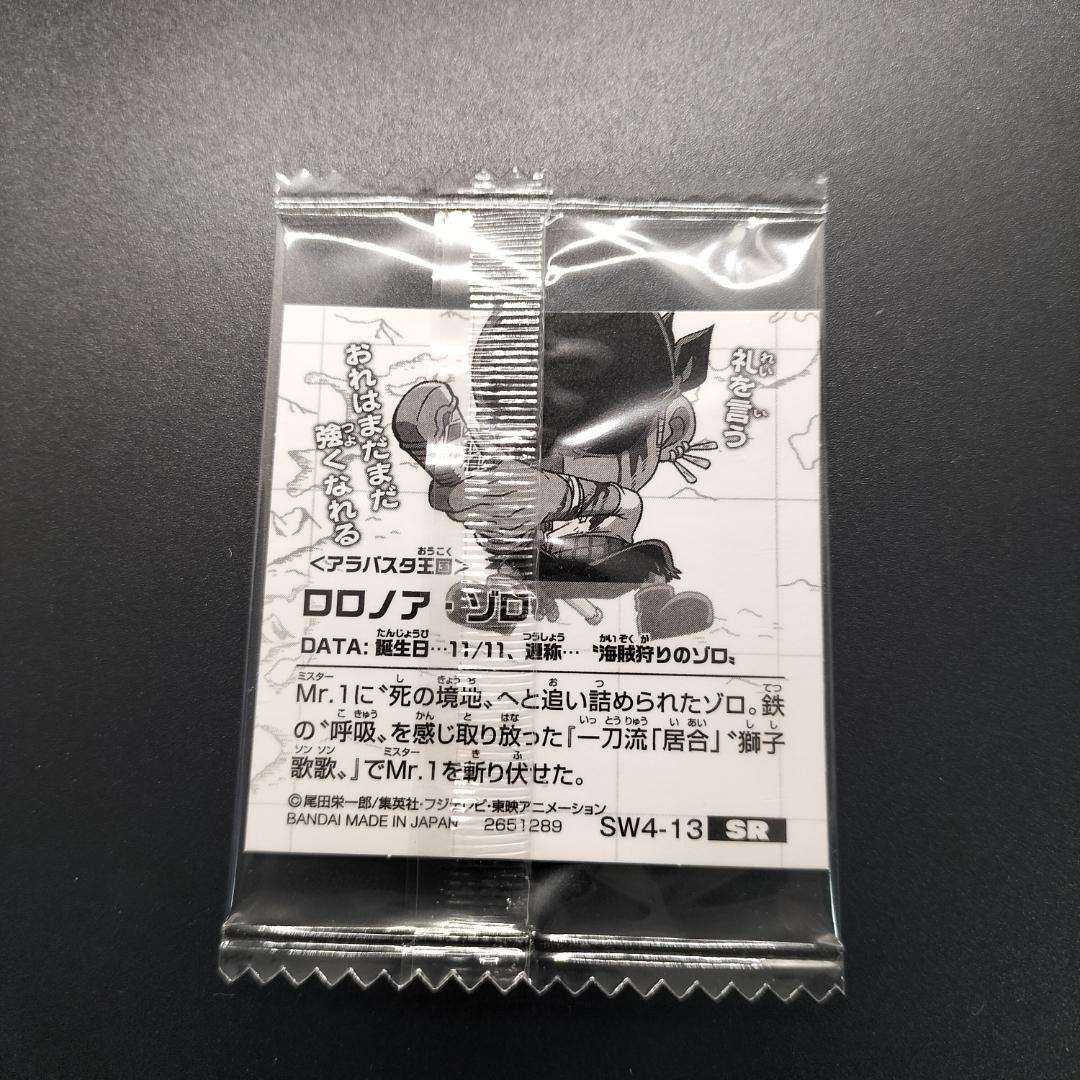 礼を言う
おれはまだまだ
強くなれる
<アラバスタ王国>
ロロノア・ゾロ
DATA: 誕生日…11/11、通称…〝海賊狩りのゾロ〟
Mr.1に〝死の境地〟へと追い詰められたゾロ。鉄
の〝呼吸〟を感じ取り放った『一刀流「居合」〝獅子
歌歌〟』でMr.1を斬り伏せた。
©尾田栄一郎/集英社・フジテレビ・東映アニメーション
BANDAI MADE IN JAPAN 2651289 SW4-13 SR